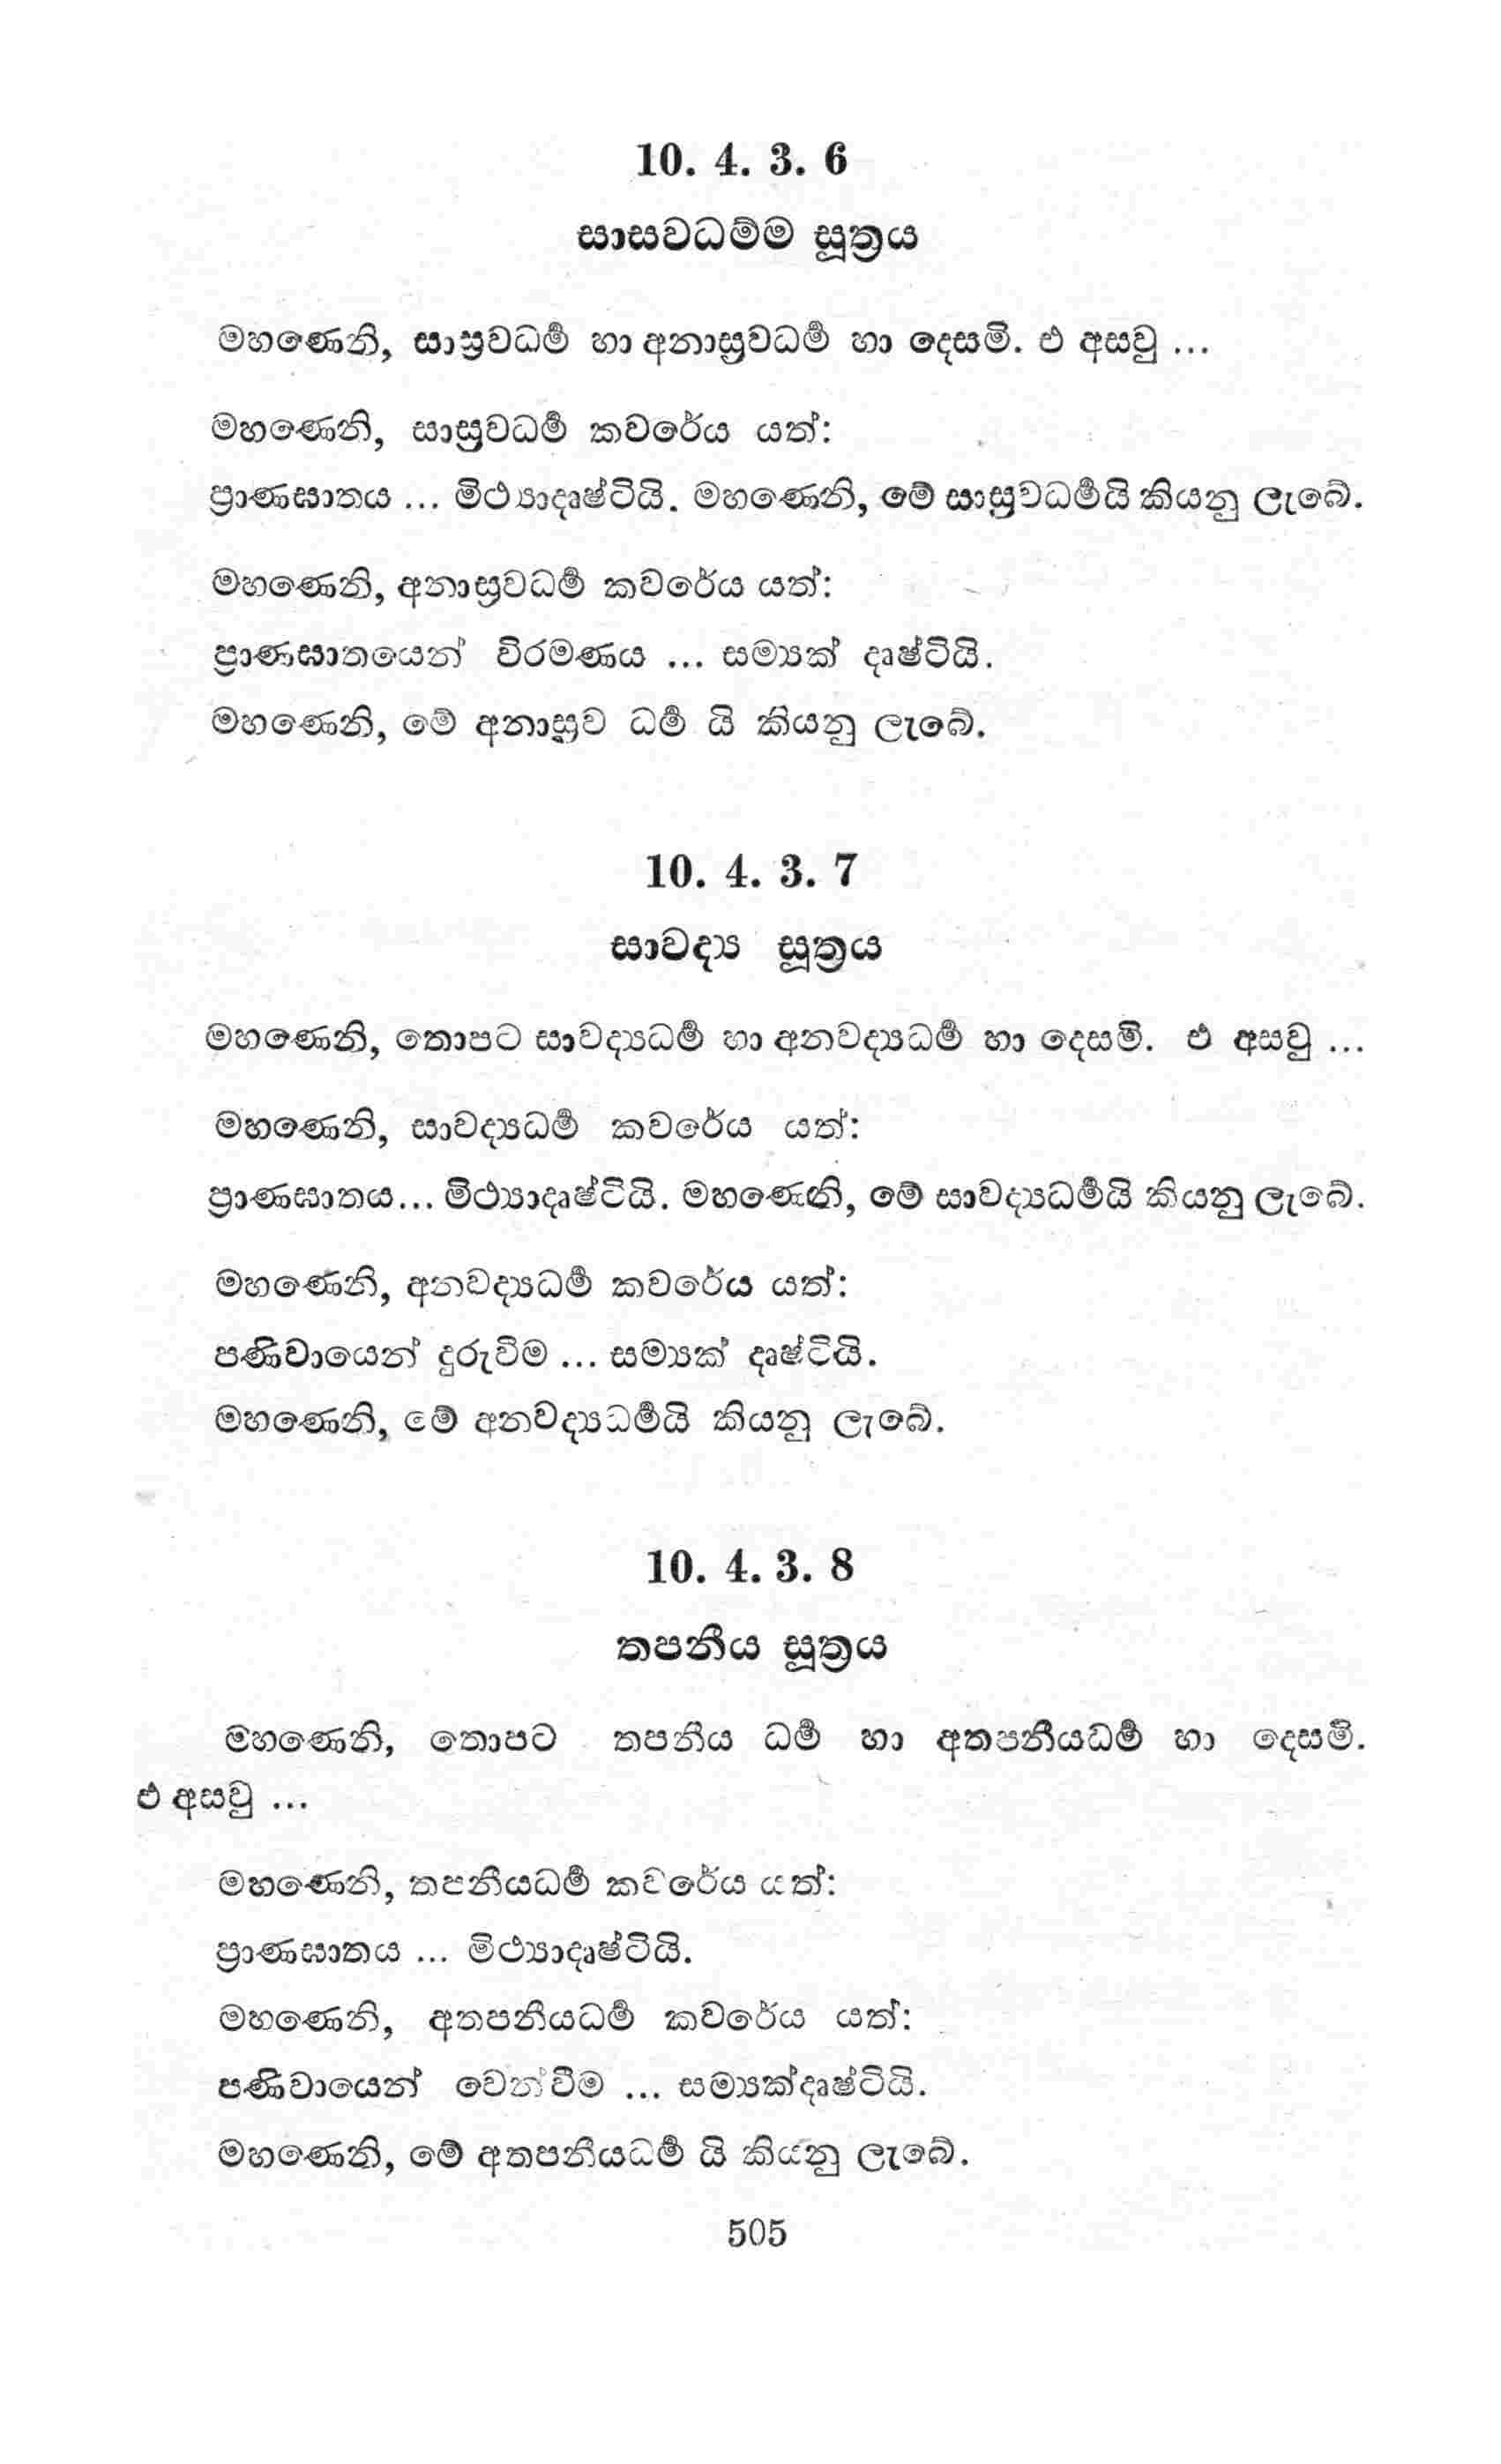 10. 4. 3. 6
සාසවධම්ම සූත්‍රය
මහණෙනි, සාස්‍රවධර්‍ම හා අනාස්‍රවධර්‍ම හා දෙසමි. එ අසවු ...
මහණෙනි, සාස්‍රවධර්‍ම කවරේය යත්:
ප්‍රාණඝාතය ... මිථ්‍යාදෘෂ්ටියි. මහණෙනි, මේ සාස්‍රවධර්‍මයි කියනු ලැබේ.
මහණෙනි, අනාස්‍රවධර්‍ම කවරේය යත්:
ප්‍රාණඝාතයෙන් විරමණය ... සම්‍යක් දෘෂ්ටියි.
මහණෙනි, මේ අනාස්‍රව ධර්‍ම යි කියනු ලැබේ.
10. 4. 3. 7
සාවද්‍ය සූත්‍රය
මහණෙනි, තොපට සාවද්‍යධර්‍ම හා අනවද්‍යධර්‍ම හා දෙසමි. එ අසවු ...
මහණෙනි, සාවද්‍යධර්‍ම කවරේය යත්:
ප්‍රාණඝාතය... මිථ්‍යාදෘෂ්ටියි. මහණෙනි, මේ සාවද්‍යධර්‍මයි කියනු ලැබේ.
මහණෙනි, අනවද්‍යධර්‍ම කවරේය යත්:
පණිවායෙන් දුරුවීම ... සම්‍යක් දෘෂ්ටියි.
මහණෙනි, මේ අනවද්‍යධර්‍මයි කියනු ලැබේ.
10. 4. 3. 8
තපනීය සූත්‍රය
මහණෙනි, තොපට තපනීය ධර්‍ම හා අතපනීයධර්‍ම හා දෙසමි.
එ අසවු ...
මහණෙනි, තපනීයධර්‍ම කවරේය යත්:
ප්‍රාණඝාතය ... මිථ්‍යාදෘෂ්ටියි.
මහණෙනි, අතපනීයධර්‍ම කවරේය යත්:
පණිවායෙන් වෙන්වීම ... සම්‍යක්දෘෂ්ටියි.
මහණෙනි, මේ අතපනීයධර්‍ම යි කියනු ලැබේ.
505